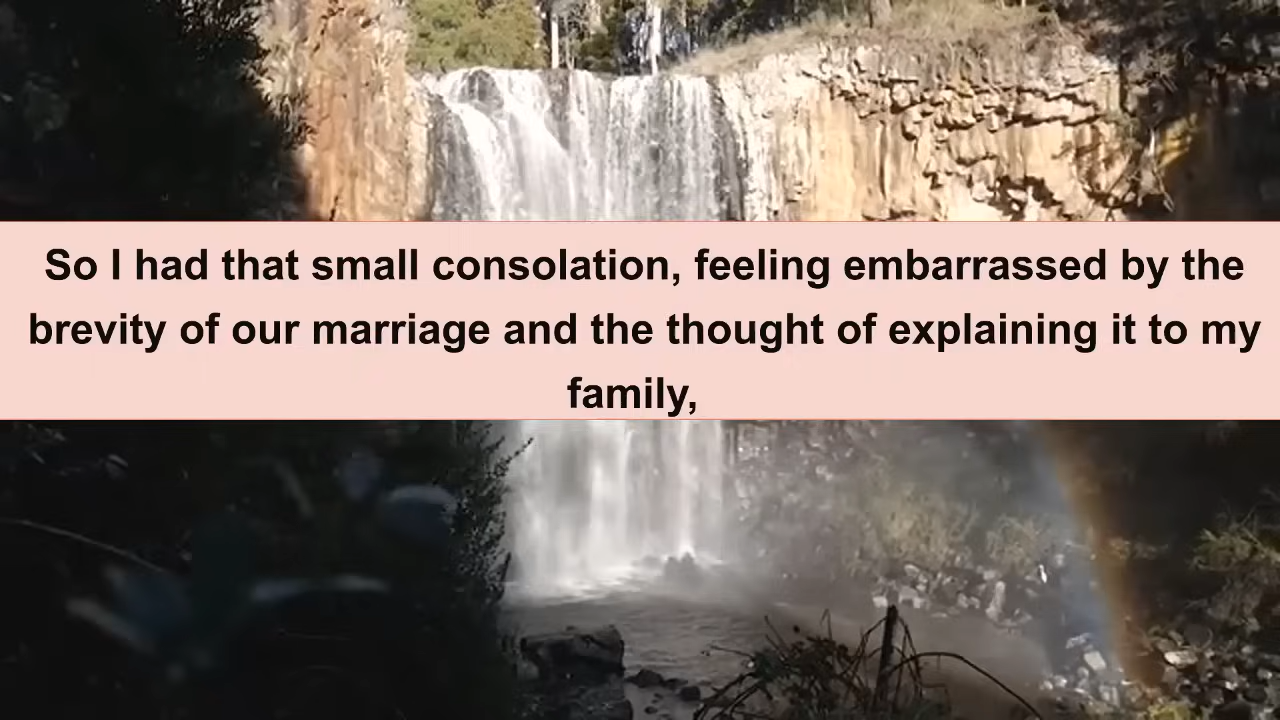 So I had that small consolation, feeling embarrassed by the
brevity of our marriage and the thought of explaining it to my
family,